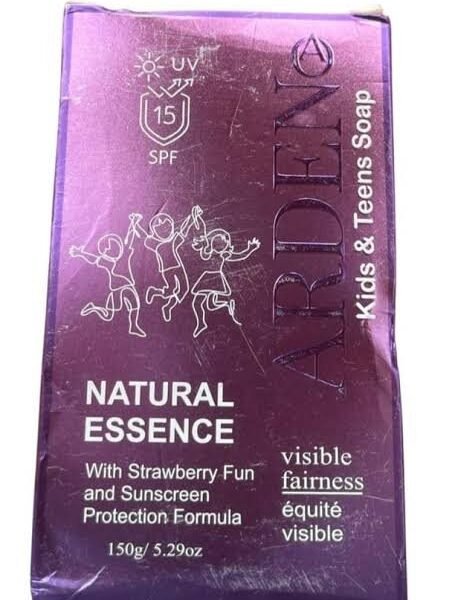 UV
15
SPF
ARDEN
Kids & Teens Soap
NATURAL
ESSENCE
With Strawberry Fun
and Sunscreen
Protection Formula
150g/ 5.29oz
visible
fairness
équité
visible